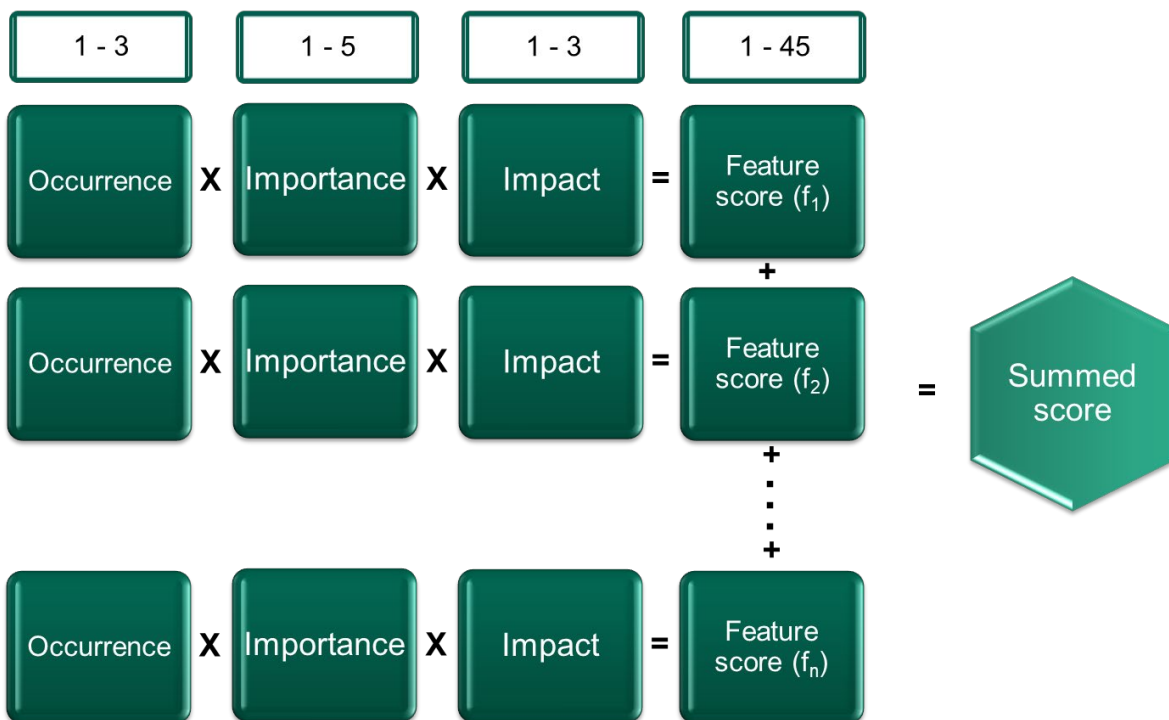 1 - 3 1 - 5 1 - 3 1 - 45
Occurrence X Importance X Impact = Feature score (f₁)
+
Occurrence X Importance X Impact = Feature score (f₂)
= Summed score
+
.
.
.
+
Occurrence X Importance X Impact = Feature score (fₙ)